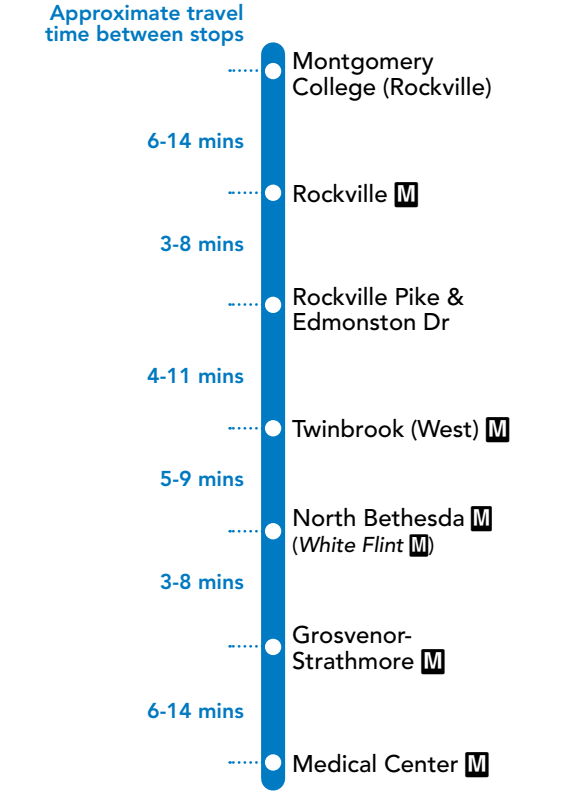 Approximate travel
time between stops
Montgomery
College (Rockville)
6-14 mins
Rockville M
3-8 mins
Rockville Pike &
Edmonston Dr
4-11 mins
Twinbrook (West) M
5-9 mins
North Bethesda M
(White Flint M)
3-8 mins
Grosvenor-
Strathmore M
6-14 mins
Medical Center M